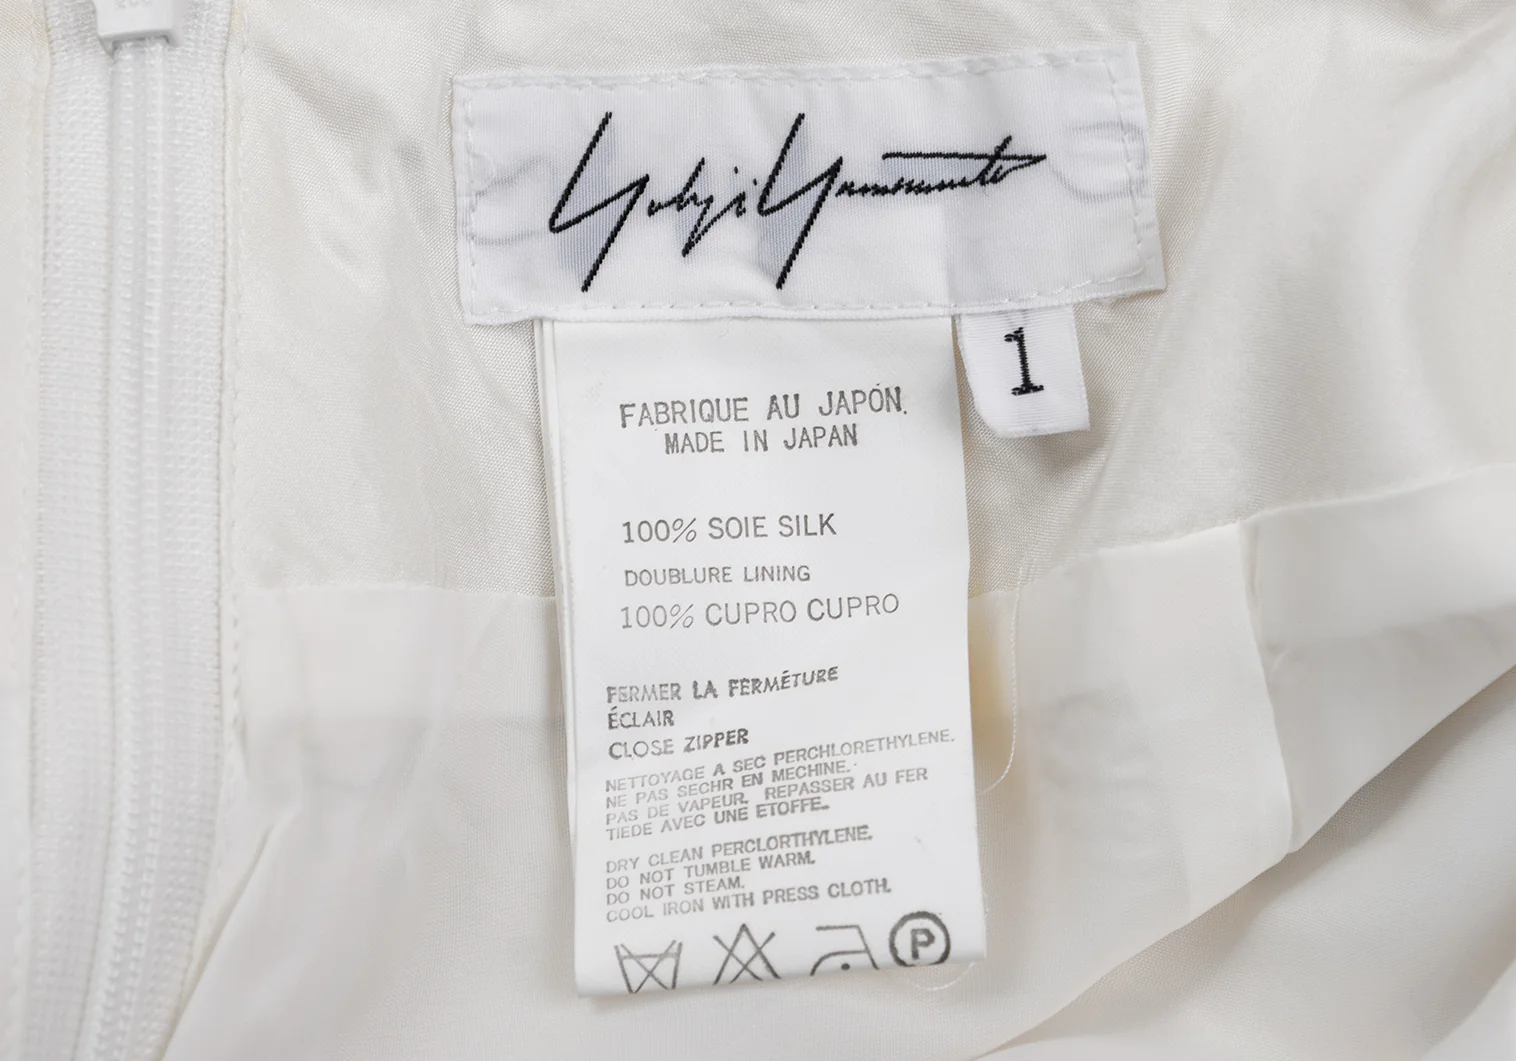 Yohji Yamamoto
1
FABRIQUE AU JAPON.
MADE IN JAPAN
100% SOIE SILK
DOUBLURE LINING
100% CUPRO CUPRO
FERMER LA FERMÉTURE
ÉCLAIR
CLOSE ZIPPER
NETTOYAGE A SEC PERCHLORETHYLENE.
NE PAS SECHR EN MECHINE.
PAS DE VAPEUR. REPASSER AU FER
TIEDE AVEC UNE ETOFFE.
DRY CLEAN PERCLORTHYLENE.
DO NOT TUMBLE WARM.
DO NOT STEAM.
COOL IRON WITH PRESS CLOTH.
P